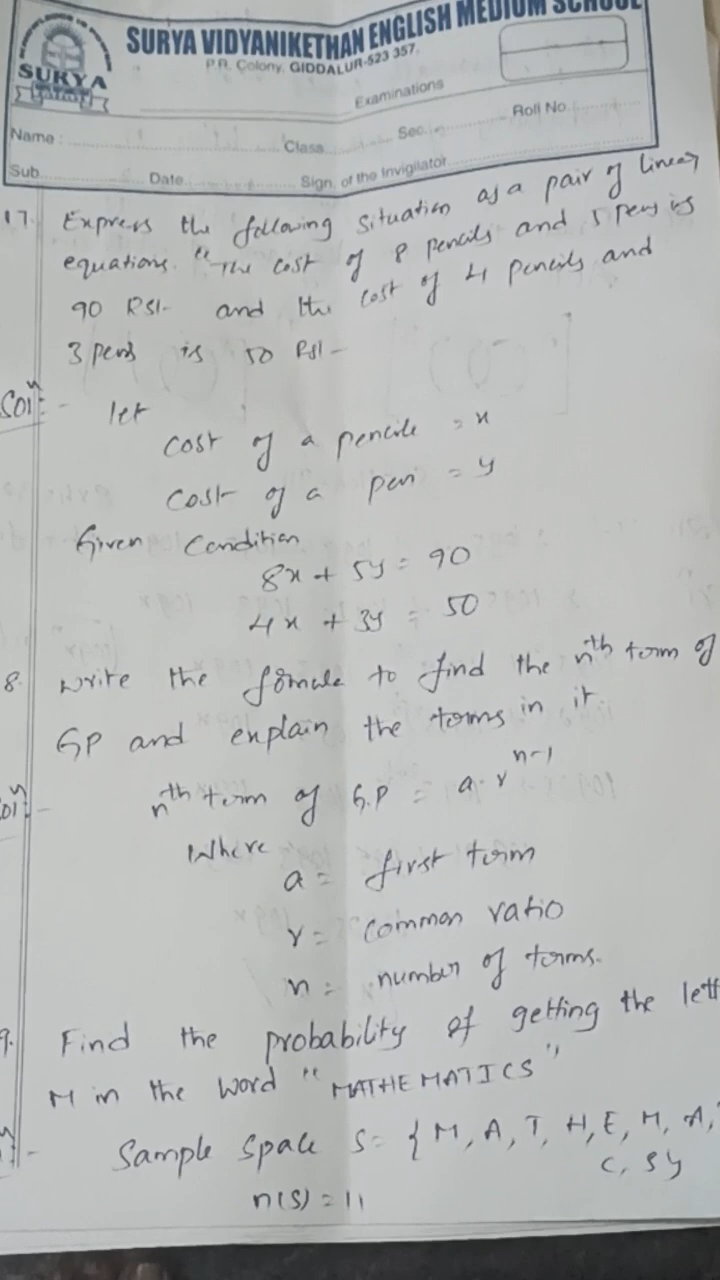 SURYA VIDYANIKETHAN ENGLISH MEDIUM SCHOOL
P.R. Colony, GIDDALUR-523 357.
SURYA
Examinations
Name : Class Sec. Roll No.
Sub. Date Sign. of the Invigilator
17. Express the following situation as a pair of linear
equations. "The cost of 8 pencils and 5 pens is
90 Rs/- and the cost of 4 pencils and
3 pens is 50 Rs/-
Solⁿ:- let
cost of a pencile = x
cost of a pen = y
Given Condition
8x + 5y = 90
4x + 3y = 50
8. Write the fomula to find the nth term of
GP and explain the terms in it.
olⁿ:- nth term of G.P = a·r^n-1
Where
a = first term
r = common ratio
n = number of terms.
9. Find the probability of getting the lett
M in the word "MATHEMATICS"
Sample space S = {M, A, T, H, E, M, A,
C, S}
n(S) = 11